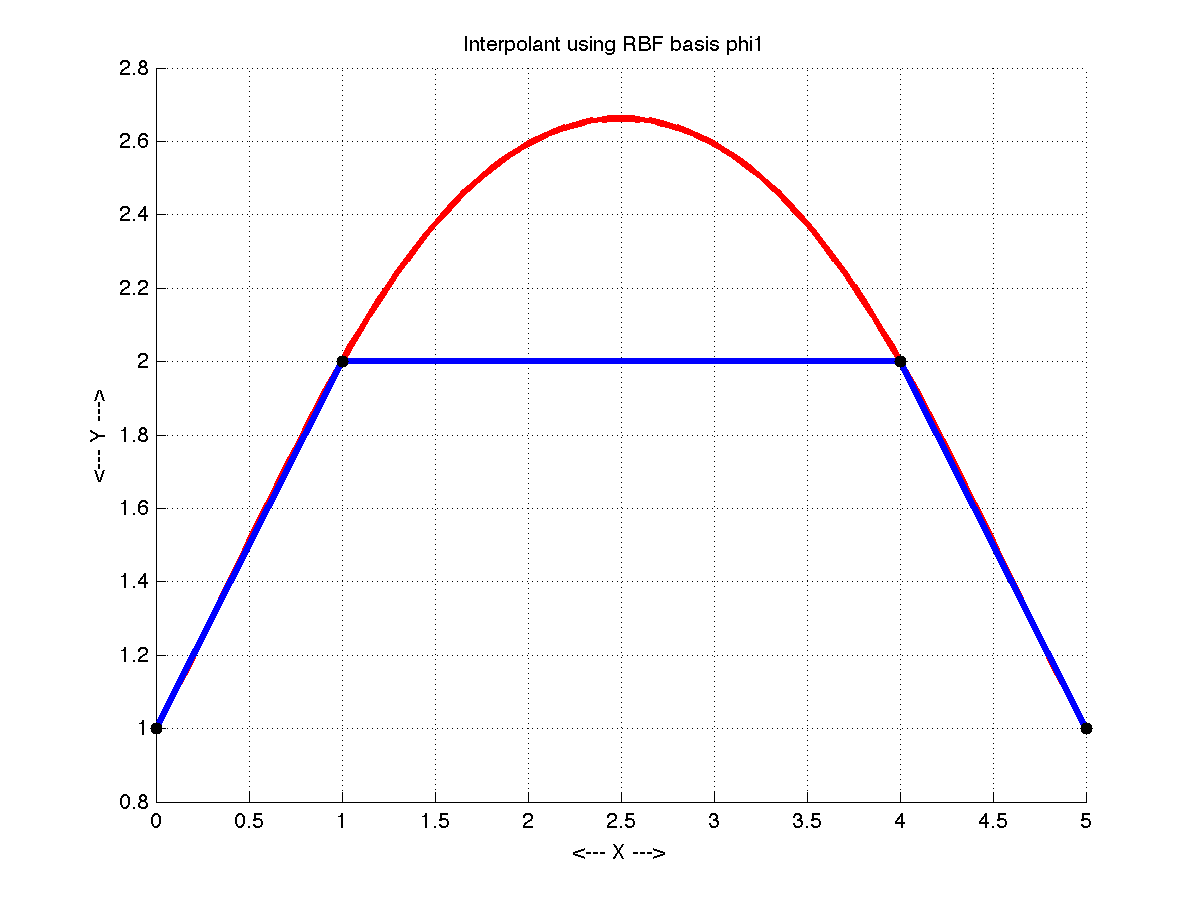 Interpolant using RBF basis phi1
2.8
2.6
2.4
2.2
2
1.8
1.6
1.4
1.2
1
0.8
<--- Y --->
0 0.5 1 1.5 2 2.5 3 3.5 4 4.5 5
<--- X --->